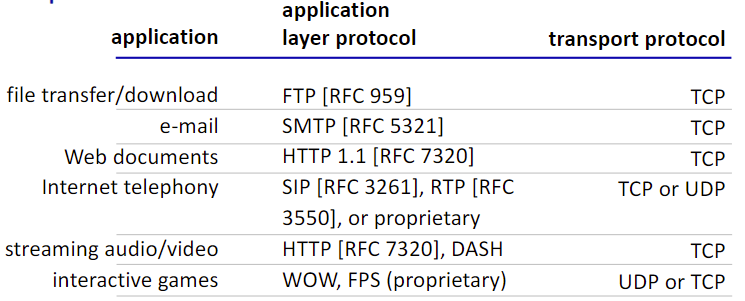 application application layer protocol transport protocol
file transfer/download FTP [RFC 959] TCP
e-mail SMTP [RFC 5321] TCP
Web documents HTTP 1.1 [RFC 7320] TCP
Internet telephony SIP [RFC 3261], RTP [RFC TCP or UDP
3550], or proprietary
streaming audio/video HTTP [RFC 7320], DASH TCP
interactive games WOW, FPS (proprietary) UDP or TCP